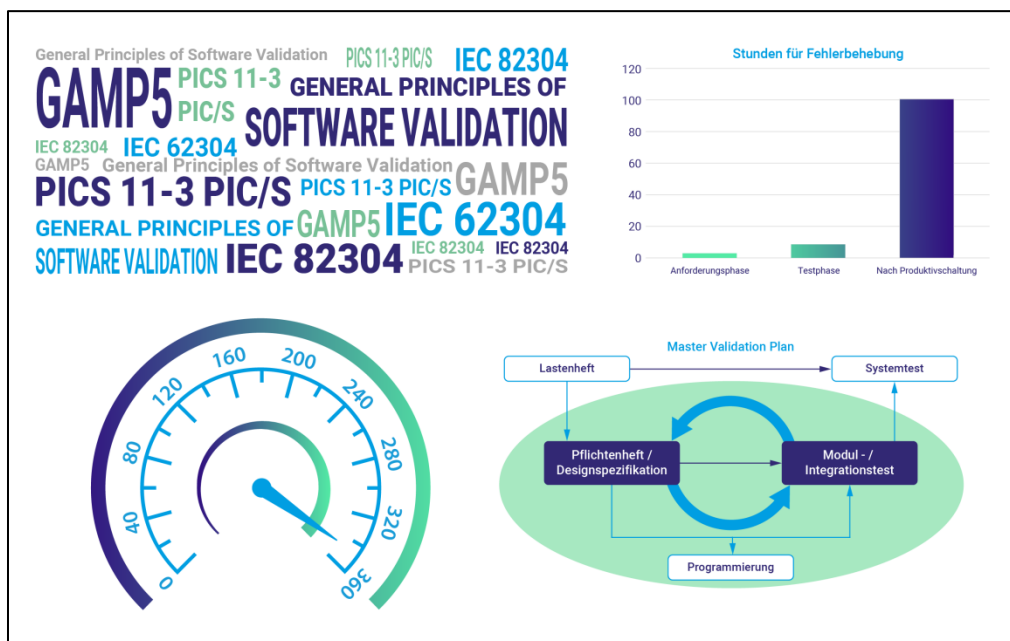 General Principles of Software Validation
PICS 11-3 PIC/S
IEC 82304
GAMP5
PICS 11-3
PIC/S
GENERAL PRINCIPLES OF
SOFTWARE VALIDATION
IEC 82304
IEC 62304
GAMP5
General Principles of Software Validation
GAMP5
PICS 11-3 PIC/S
PICS 11-3 PIC/S
GENERAL PRINCIPLES OF
SOFTWARE VALIDATION
GAMP5
IEC 62304
IEC 82304
IEC 82304
IEC 82304
PICS 11-3 PIC/S
Stunden für Fehlerbehebung
120
100
80
60
40
20
0
Anforderungsphase
Testphase
Nach Produktivschaltung
0
40
80
120
160
200
240
280
320
360
Master Validation Plan
Lastenheft
Systemtest
Pflichtenheft /
Designspezifikation
Modul - /
Integrationstest
Programmierung